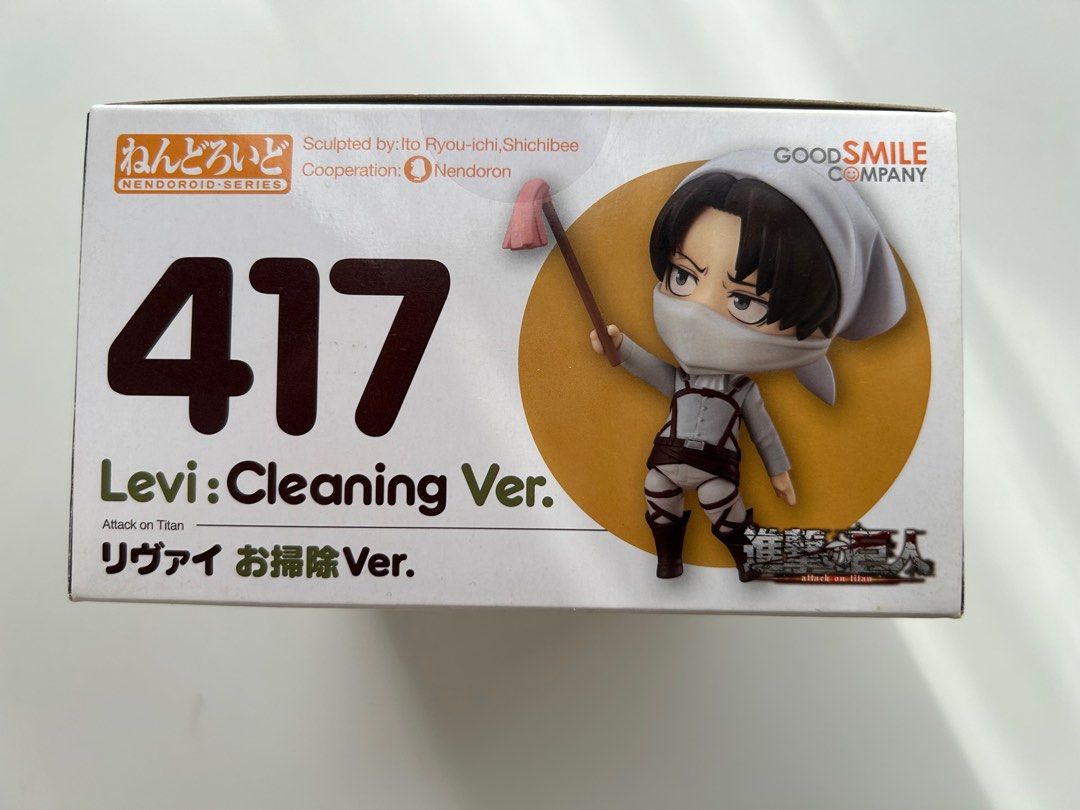 ねんどろいど
NENDOROID·SERIES
Sculpted by:Ito Ryou-ichi,Shichibee
Cooperation: Nendoron
GOOD SMILE
COMPANY
417
Levi:Cleaning Ver.
Attack on Titan
リヴァイ お掃除Ver.
進撃の巨人
attack on titan